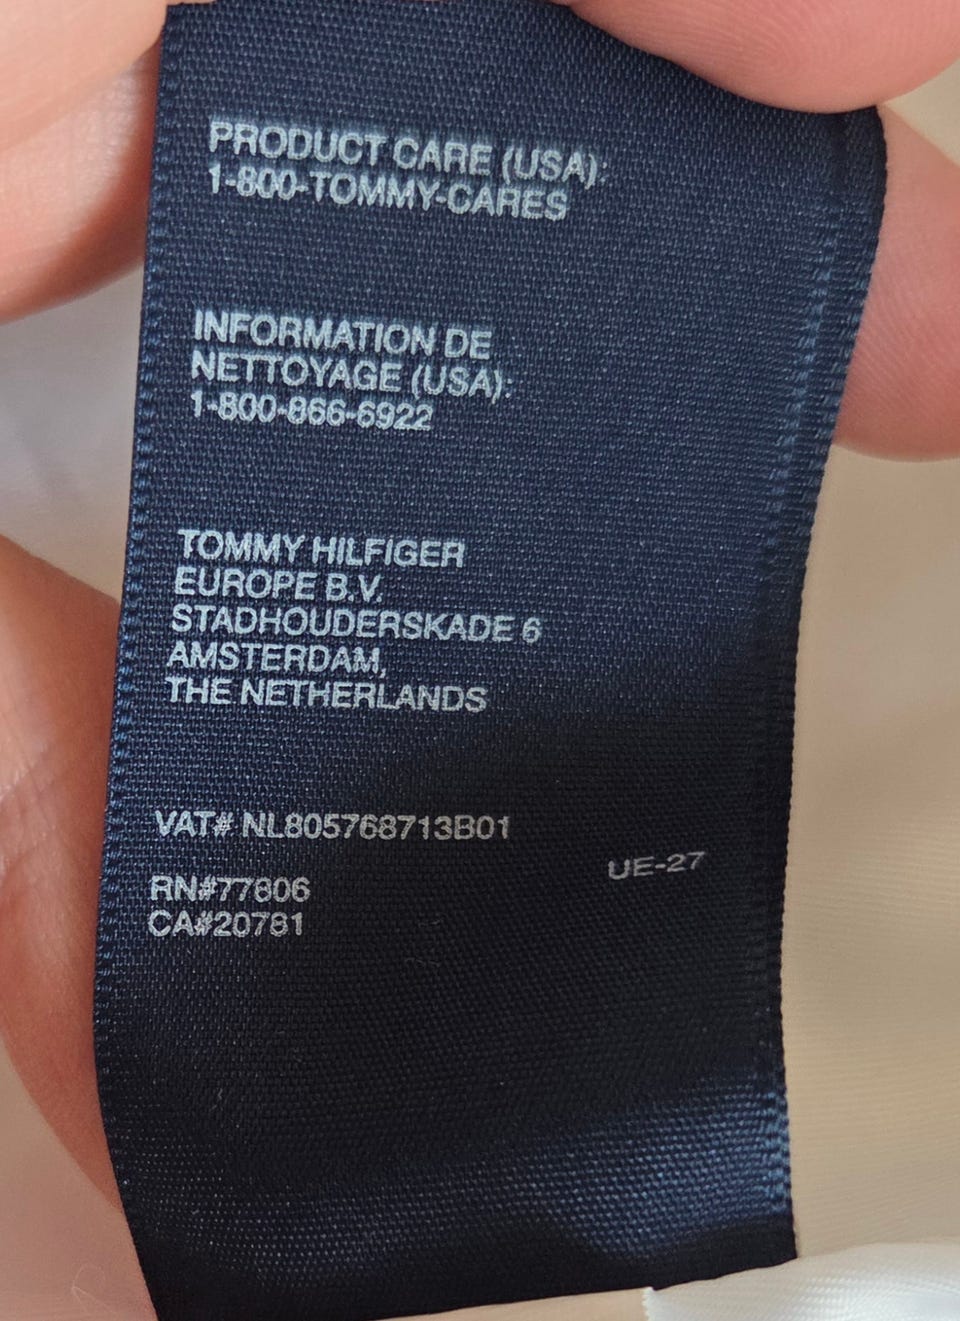 PRODUCT CARE (USA):
1-800-TOMMY-CARES
INFORMATION DE
NETTOYAGE (USA):
1-800-866-6922
TOMMY HILFIGER
EUROPE B.V.
STADHOUDERSKADE 6
AMSTERDAM,
THE NETHERLANDS
VAT# NL805768713B01
UE-27
RN#77806
CA#20781